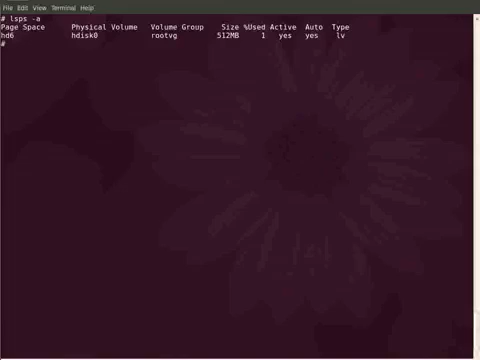 File Edit View Terminal Help
# lsps -a
Page Space Physical Volume Volume Group Size %Used Active Auto Type
hd6 hdisk0 rootvg 512MB 1 yes yes lv
#